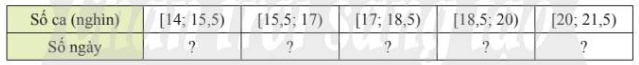 Số ca (nghìn) [14; 15,5) [15,5; 17) [17; 18,5) [18,5; 20) [20; 21,5)
Số ngày ? ? ? ? ?